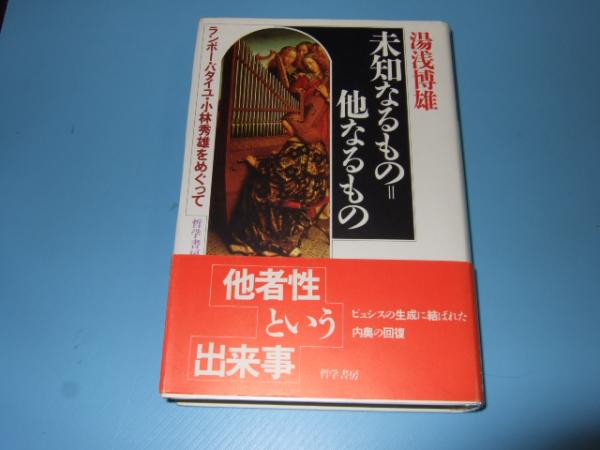 湯浅博雄
未知なるもの=
他なるもの
ランボー・バタイユ・小林秀雄をめぐって
哲学書房
他者性
という
出来事
ピュシスの生成に結ばれた
内奥の回復
哲学書房